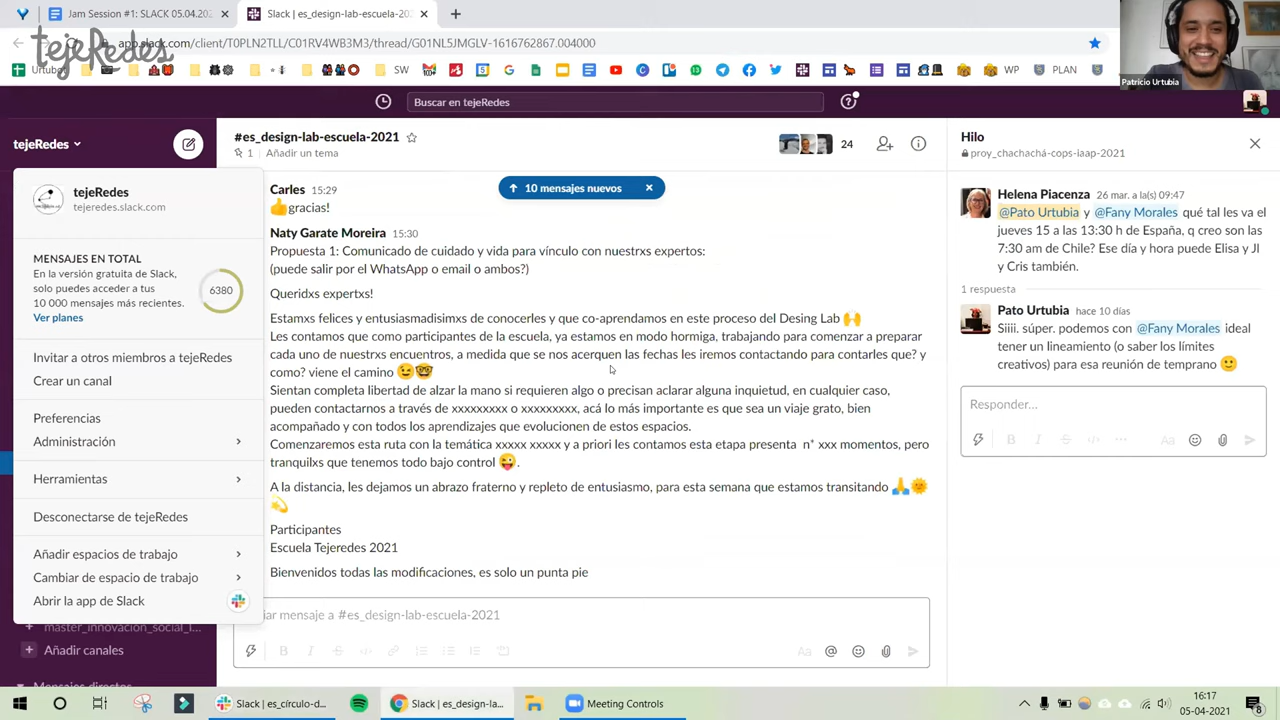 Jam Session #1: SLACK 05.04.202
Slack | es_design-lab-escuela-2021
tejeRedes
app.slack.com/client/T0PLN2TLL/C01RV4WB3M3/thread/G01NL5JMGLV-1616762867.004000
Patricio Urtubia
Urtubia
SW
WP
PLAN
Buscar en tejeRedes
tejeRedes
#es_design-lab-escuela-2021
1
Añadir un tema
24
Hilo
proy_chachachá-cops-iaap-2021
tejeRedes
tejeredes.slack.com
MENSAJES EN TOTAL
En la versión gratuita de Slack,
solo puedes acceder a tus
10 000 mensajes más recientes.
Ver planes
6380
Invitar a otros miembros a tejeRedes
Crear un canal
Preferencias
Administración
Herramientas
Desconectarse de tejeRedes
Añadir espacios de trabajo
Cambiar de espacio de trabajo
Abrir la app de Slack
master_innovación_social_i...
Añadir canales
Mensajes directos
10 mensajes nuevos
Carles 15:29
👍gracias!
Naty Garate Moreira 15:30
Propuesta 1: Comunicado de cuidado y vida para vínculo con nuestrxs expertos:
(puede salir por el WhatsApp o email o ambos?)
Queridxs expertxs!
Estamxs felices y entusiasmadisimxs de conocerles y que co-aprendamos en este proceso del Desing Lab 🙌
Les contamos que como participantes de la escuela, ya estamos en modo hormiga, trabajando para comenzar a preparar
cada uno de nuestrxs encuentros, a medida que se nos acerquen las fechas les iremos contactando para contarles que? y
como? viene el camino 😉🤓
Sientan completa libertad de alzar la mano si requieren algo o precisan aclarar alguna inquietud, en cualquier caso,
pueden contactarnos a través de xxxxxxxxx o xxxxxxxxx, acá lo más importante es que sea un viaje grato, bien
acompañado y con todos los aprendizajes que evolucionen de estos espacios.
Comenzaremos esta ruta con la temática xxxxx xxxxx y a priori les contamos esta etapa presenta n° xxx momentos, pero
tranquilxs que tenemos todo bajo control 😜.
A la distancia, les dejamos un abrazo fraterno y repleto de entusiasmo, para esta semana que estamos transitando 🙏🌞
💫
Participantes
Escuela Tejeredes 2021
Bienvenidos todas las modificaciones, es solo un punta pie
iar mensaje a #es_design-lab-escuela-2021
Helena Piacenza 26 mar. a la(s) 09:47
@Pato Urtubia y @Fany Morales qué tal les va el
jueves 15 a las 13:30 h de España, q creo son las
7:30 am de Chile? Ese día y hora puede Elisa y JI
y Cris también.
1 respuesta
Pato Urtubia hace 10 días
Siiii. súper. podemos con @Fany Morales ideal
tener un lineamiento (o saber los límites
creativos) para esa reunión de temprano 🙂
Responder...
Slack | es_círculo-d...
Slack | es_design-la...
Meeting Controls
16:17
05-04-2021
8